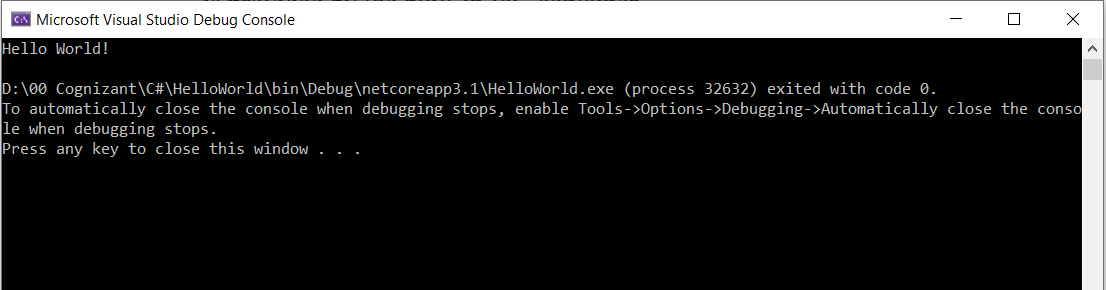 Microsoft Visual Studio Debug Console
Hello World!
D:\00 Cognizant\C#\HelloWorld\bin\Debug\netcoreapp3.1\HelloWorld.exe (process 32632) exited with code 0.
To automatically close the console when debugging stops, enable Tools->Options->Debugging->Automatically close the conso
le when debugging stops.
Press any key to close this window . . .